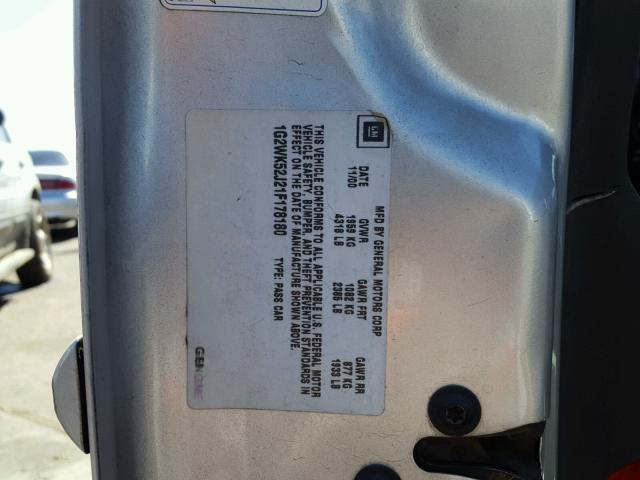 GM
MFD BY GENERAL MOTORS CORP
DATE GVWR GAWR FRT GAWR RR
11/00 1959 KG 1082 KG 877 KG
4319 LB 2385 LB 1933 LB
THIS VEHICLE CONFORMS TO ALL APPLICABLE U.S. FEDERAL MOTOR
VEHICLE SAFETY, BUMPER, AND THEFT PREVENTION STANDARDS IN
EFFECT ON THE DATE OF MANUFACTURE SHOWN ABOVE.
1G2WK52J21F178180 TYPE: PASS CAR
GENUINE